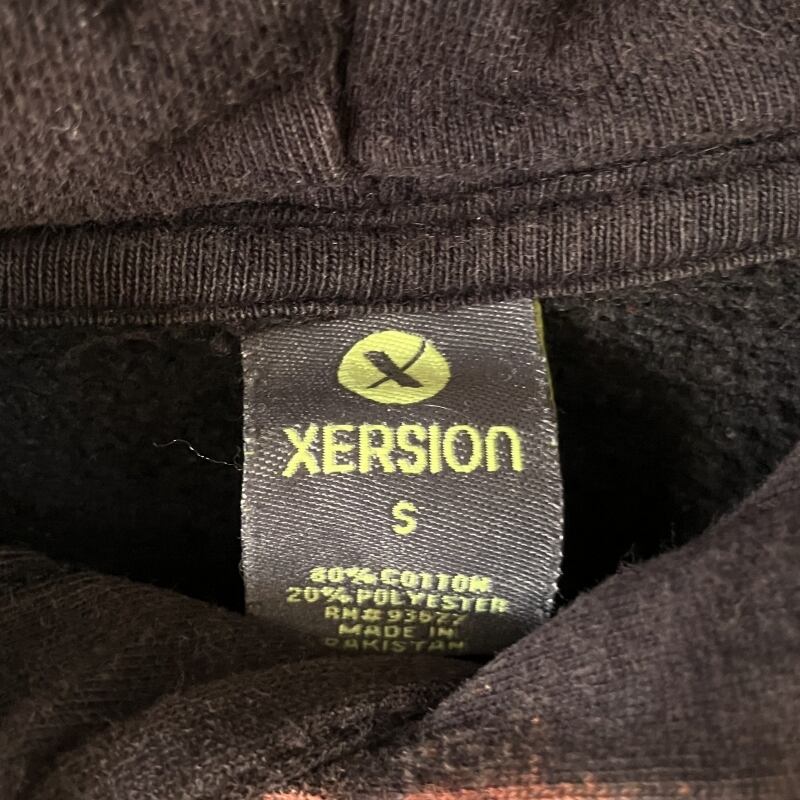 X
XERSION
S
80% COTTON
20% POLYESTER
RN# 93677
MADE IN
PAKISTAN